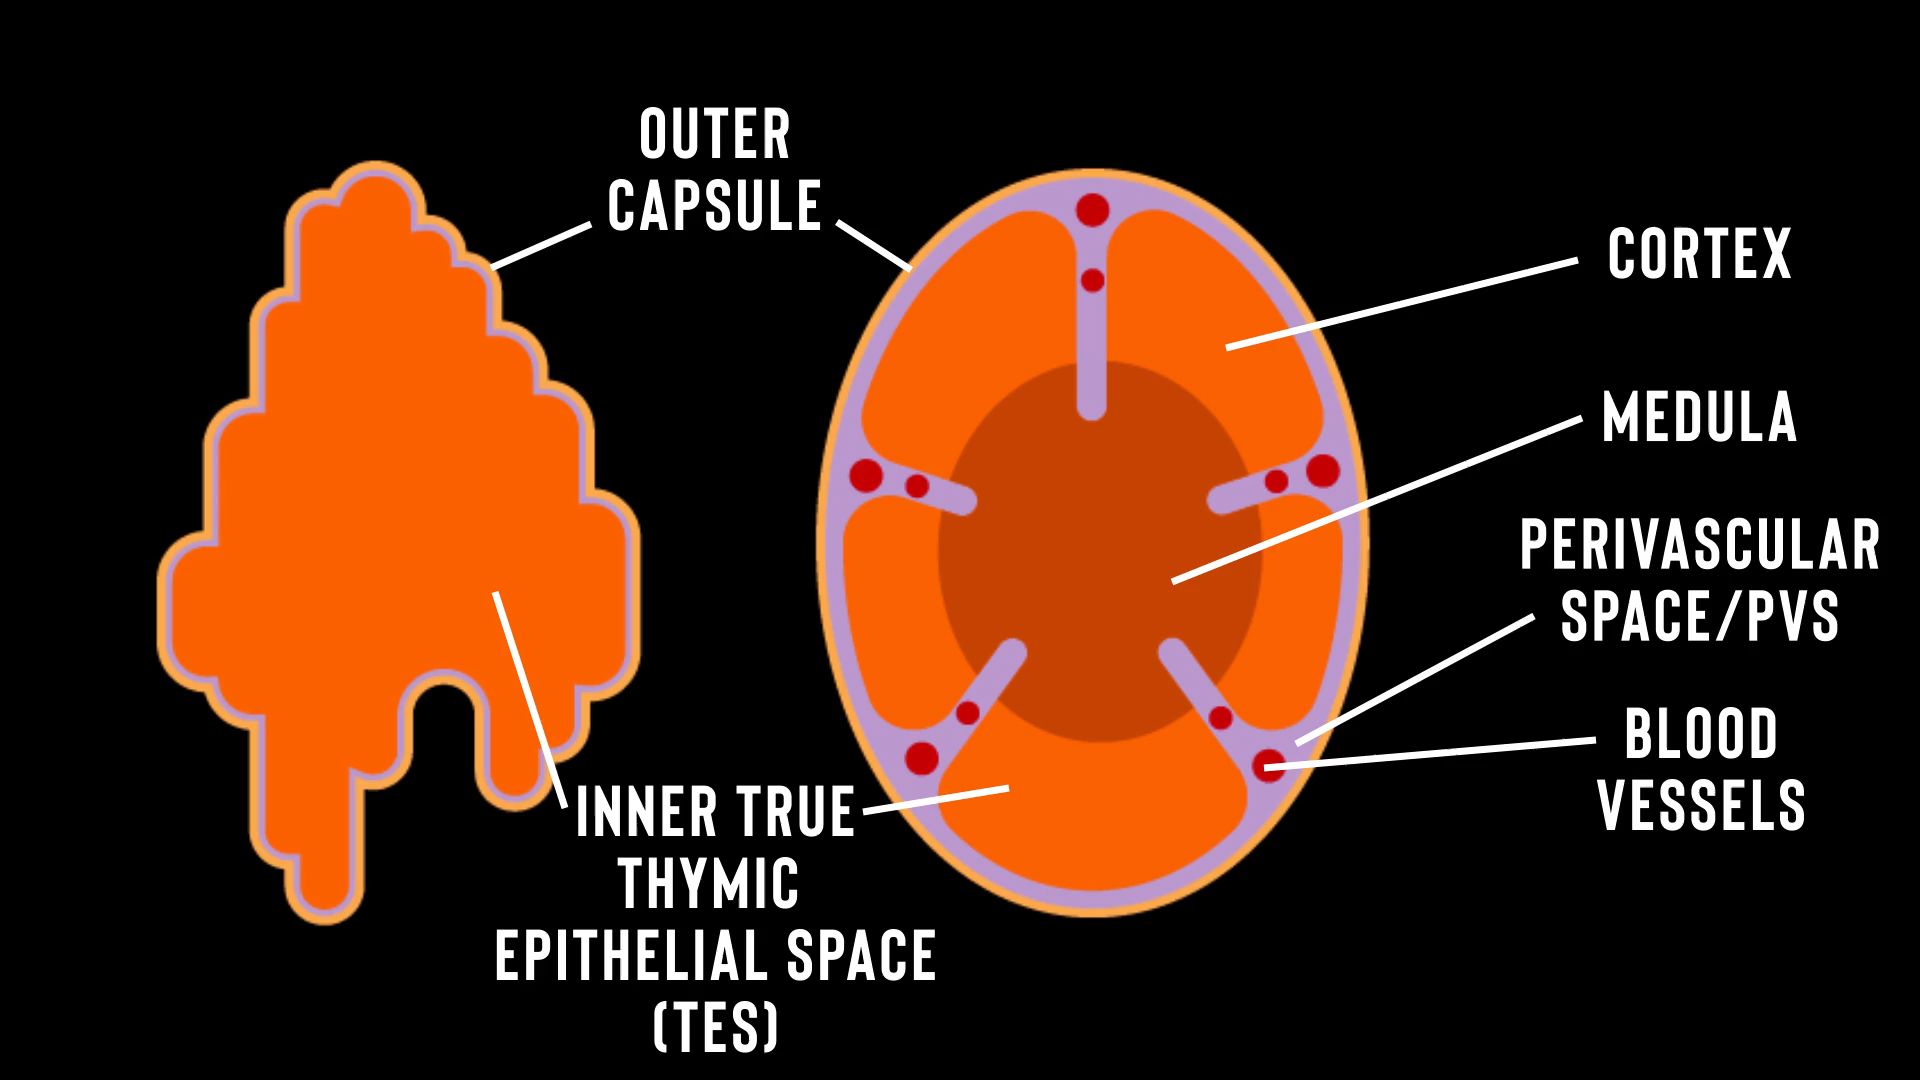 OUTER
CAPSULE
CORTEX
MEDULA
PERIVASCULAR
SPACE/PVS
BLOOD
VESSELS
INNER TRUE
THYMIC
EPITHELIAL SPACE
(TES)